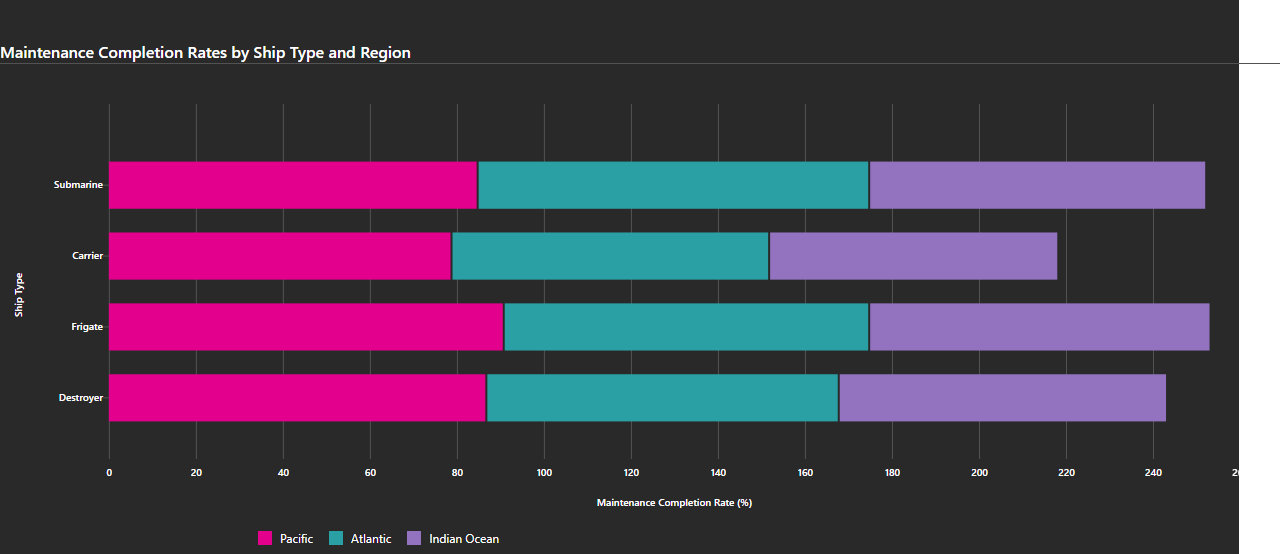 Maintenance Completion Rates by Ship Type and Region
Ship Type
Submarine
Carrier
Frigate
Destroyer
0 20 40 60 80 100 120 140 160 180 200 220 240
Maintenance Completion Rate (%)
Pacific Atlantic Indian Ocean